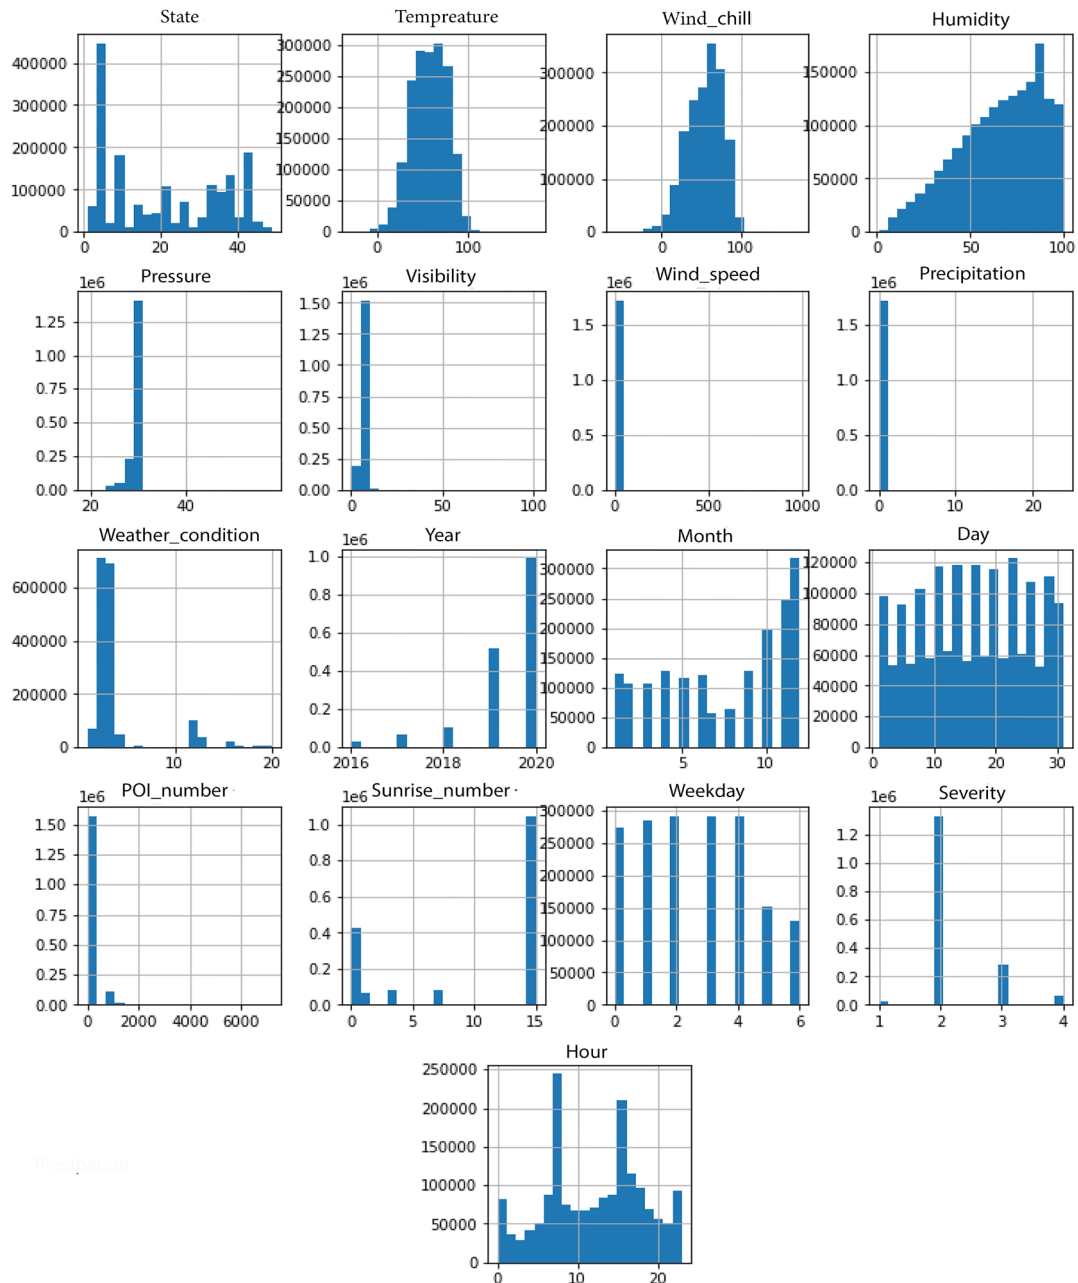 State Tempreature Wind_chill Humidity
400000 300000 200000 100000 0
0 20 40
300000 250000 200000 150000 100000 50000 0
0 100
300000 200000 100000 0
0 100
150000 100000 50000 0
0 50 100
Pressure Visibility Wind_speed Precipitation
1e6
1.25 1.00 0.75 0.50 0.25 0.00
20 40
1e6
1.50 1.25 1.00 0.75 0.50 0.25 0.00
0 50 100
1e6
1.5 1.0 0.5 0.0
0 500 1000
1e6
1.5 1.0 0.5 0.0
0 10 20
Weather_condition Year Month Day
600000 400000 200000 0
10 20
1e6
1.0 0.8 0.6 0.4 0.2 0.0
2016 2018 2020
300000 250000 200000 150000 100000 50000 0
5 10
120000 100000 80000 60000 40000 20000 0
0 10 20 30
POI_number Sunrise_number Weekday Severity
1e6
1.50 1.25 1.00 0.75 0.50 0.25 0.00
0 2000 4000 6000
1e6
1.0 0.8 0.6 0.4 0.2 0.0
0 5 10 15
300000 250000 200000 150000 100000 50000 0
0 2 4 6
1e6
1.2 1.0 0.8 0.6 0.4 0.2 0.0
1 2 3 4
Hour
250000 200000 150000 100000 50000 0
0 10 20